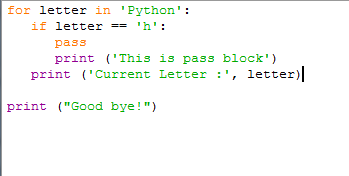 for letter in 'Python':
   if letter == 'h':
      pass
      print ('This is pass block')
   print ('Current Letter :', letter)

print ("Good bye!")